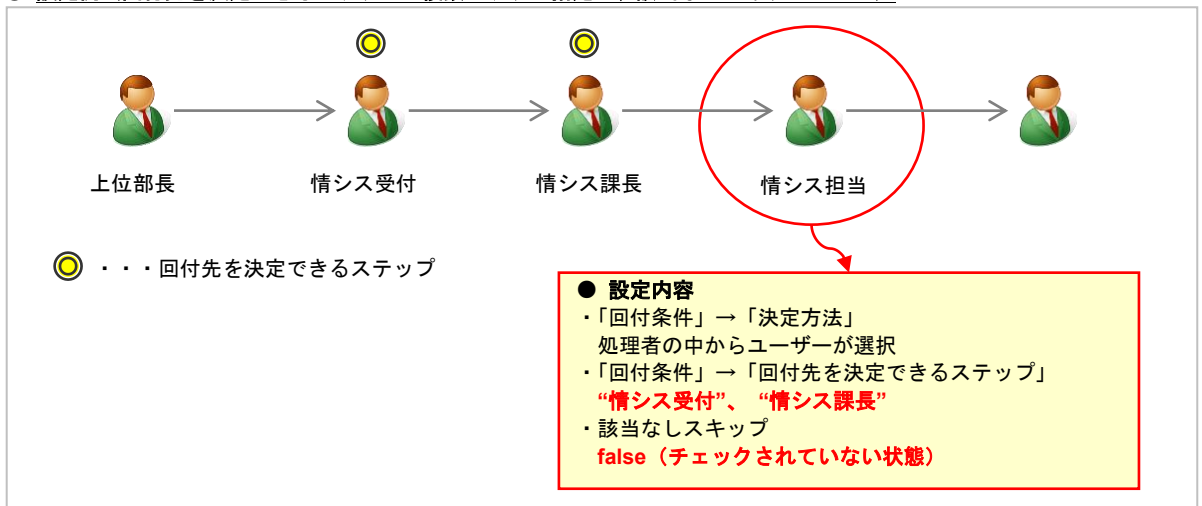 上位部長
情シス受付
情シス課長
情シス担当
・・・回付先を決定できるステップ
● 設定内容
・「回付条件」→「決定方法」
処理者の中からユーザーが選択
・「回付条件」→「回付先を決定できるステップ」
“情シス受付”、 “情シス課長”
・該当なしスキップ
false（チェックされていない状態）